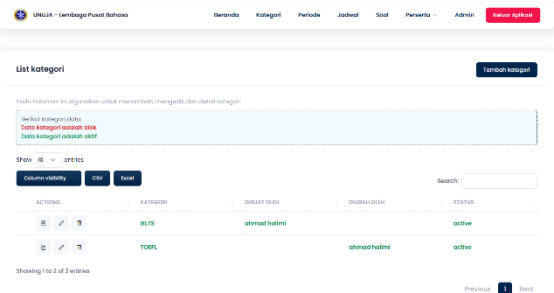 UNUJA - Lembaga Pusat Bahasa
Beranda Kategori Periode Jadwal Soal Perserta Admin Keluar Aplikasi
List kategori
Tambah kategori
Pada halaman ini digunakan untuk menambah, mengedit, dan detail kategori
Berikut kategori data:
Data kategori adalah blok
Data kategori adalah aktif
Show 10 entries
Column visibility CSV Excel
Search:
ACTIONS KATEGORI DIBUAT OLEH DIUBAH OLEH STATUS
IELTS ahmad halimi active
TOEFL ahmad halimi active
Showing 1 to 2 of 2 entries
Previous 1 Next